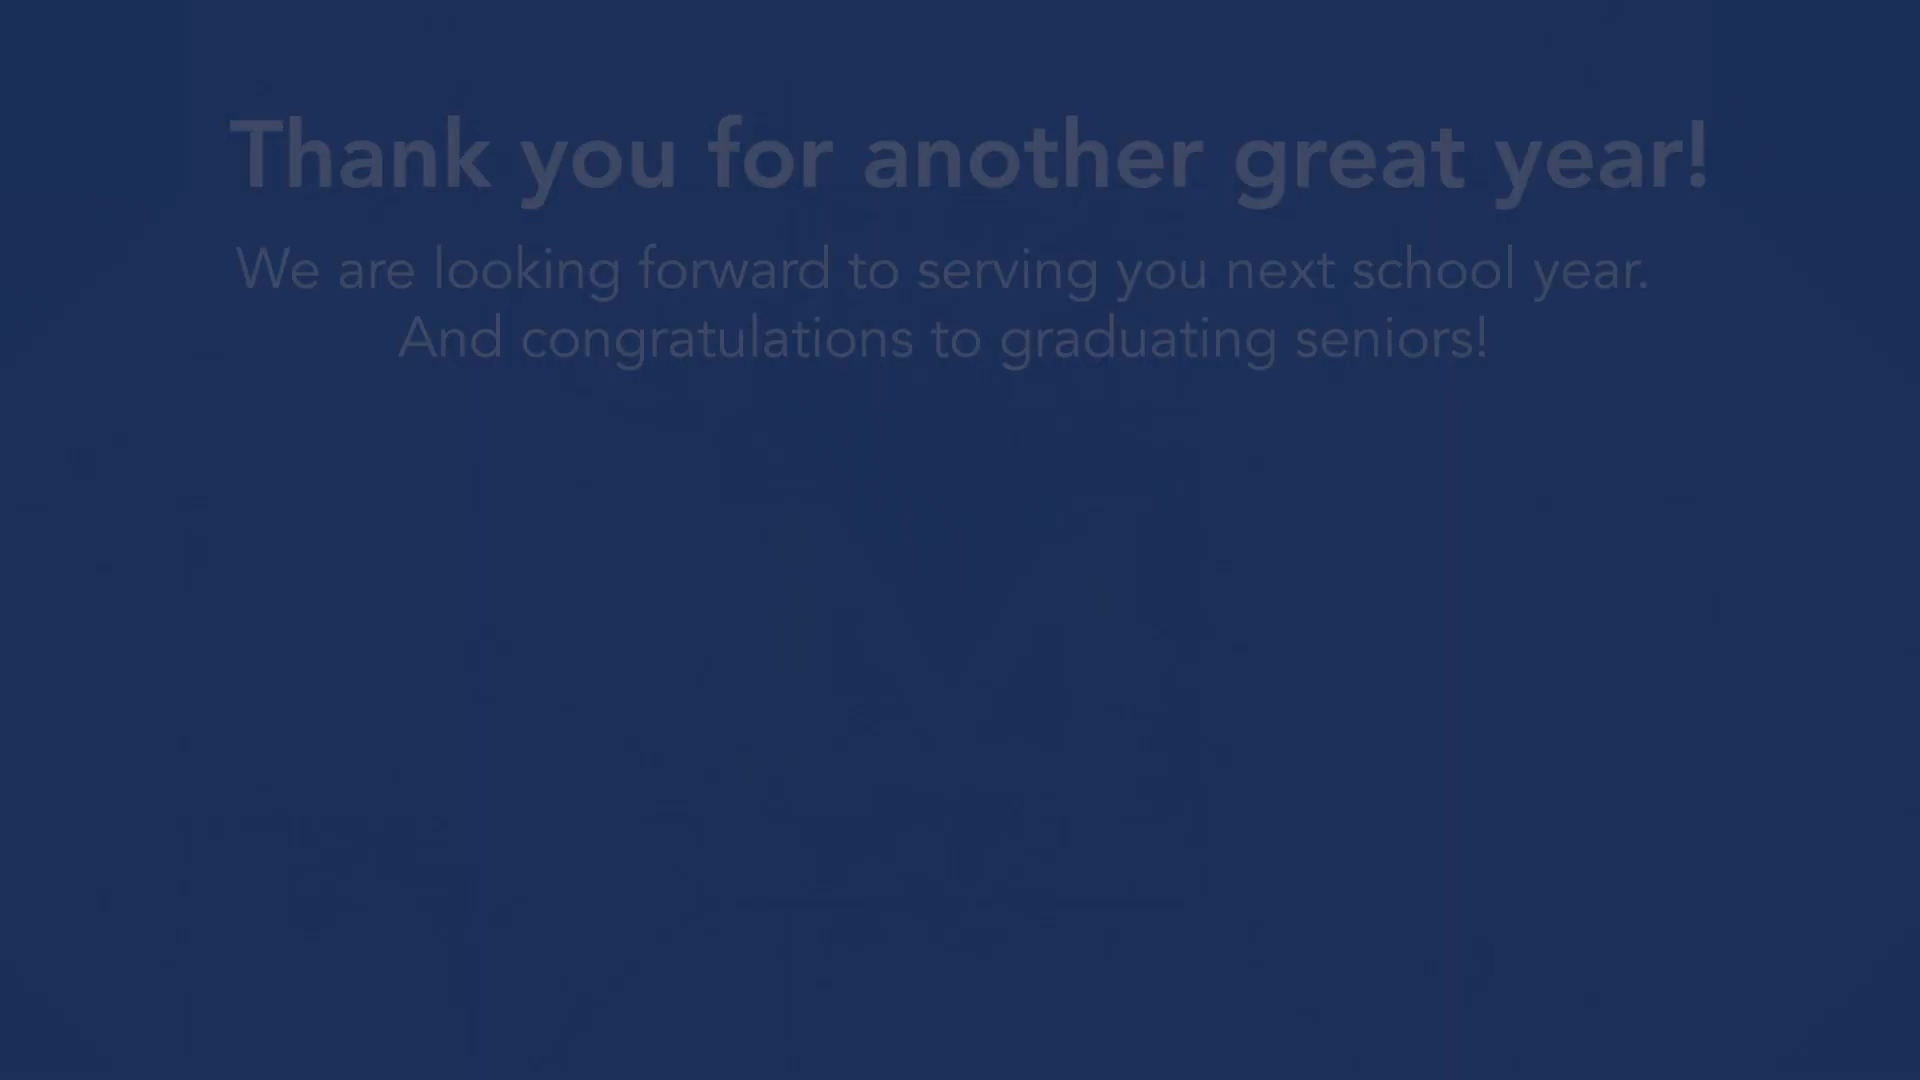 Thank you for another great year!
We are looking forward to serving you next school year.
And congratulations to graduating seniors!